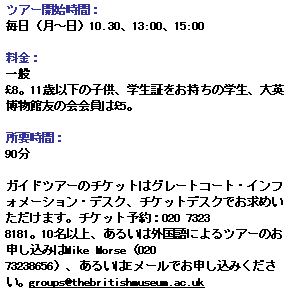 ツアー開始時間：
毎日（月～日）10.30、13:00、15:00
料金：
一般
£8。11歳以下の子供、学生証をお持ちの学生、大英
博物館友の会会員は£5。
所要時間：
90分
ガイドツアーのチケットはグレートコート・インフ
ォメーション・デスク、チケットデスクでお求めい
ただけます。チケット予約：020 7323
8181。10名以上、あるいは外国語によるツアーのお
申し込みはMike Morse（020
73238656）、あるいはEメールでお申し込みくださ
い。groups@thebritishmuseum.ac.uk